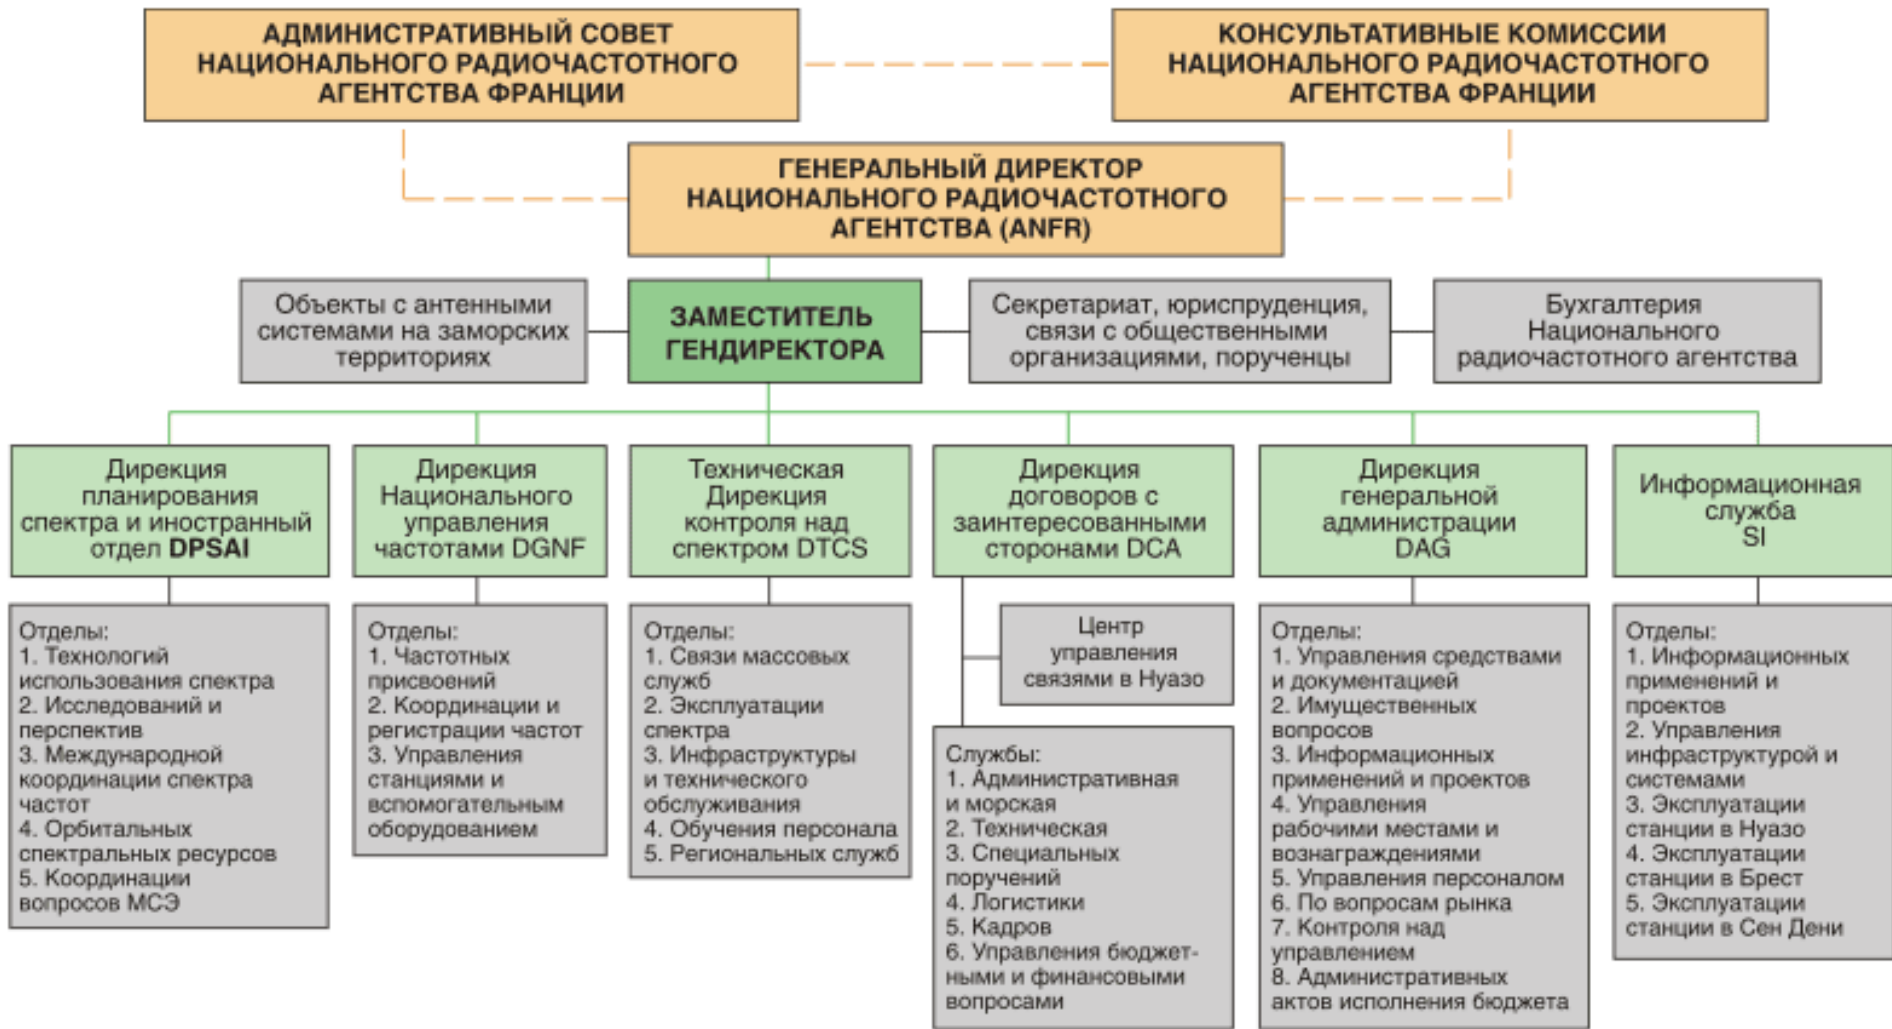 АДМИНИСТРАТИВНЫЙ СОВЕТ
НАЦИОНАЛЬНОГО РАДИОЧАСТОТНОГО
АГЕНТСТВА ФРАНЦИИ
КОНСУЛЬТАТИВНЫЕ КОМИССИИ
НАЦИОНАЛЬНОГО РАДИОЧАСТОТНОГО
АГЕНТСТВА ФРАНЦИИ
ГЕНЕРАЛЬНЫЙ ДИРЕКТОР
НАЦИОНАЛЬНОГО РАДИОЧАСТОТНОГО
АГЕНТСТВА (ANFR)
Объекты с антенными
системами на заморских
территориях
ЗАМЕСТИТЕЛЬ
ГЕНДИРЕКТОРА
Секретариат, юриспруденция,
связи с общественными
организациями, порученцы
Бухгалтерия
Национального
радиочастотного агентства
Дирекция
планирования
спектра и иностранный
отдел DPSAI
Дирекция
Национального
управления
частотами DGNF
Техническая
Дирекция
контроля над
спектром DTCS
Дирекция
договоров с
заинтересованными
сторонами DCA
Дирекция
генеральной
администрации
DAG
Информационная
служба
SI
Отделы:
1. Технологий
использования спектра
2. Исследований и
перспектив
3. Международной
координации спектра
частот
4. Орбитальных
спектральных ресурсов
5. Координации
вопросов МСЭ
Отделы:
1. Частотных
присвоений
2. Координации и
регистрации частот
3. Управления
станциями и
вспомогательным
оборудованием
Отделы:
1. Связи массовых
служб
2. Эксплуатации
спектра
3. Инфраструктуры
и технического
обслуживания
4. Обучения персонала
5. Региональных служб
Центр
управления
связями в Нуазо
Службы:
1. Административная
и морская
2. Техническая
3. Специальных
поручений
4. Логистики
5. Кадров
6. Управления бюджет-
ными и финансовыми
вопросами
Отделы:
1. Управления средствами
и документацией
2. Имущественных
вопросов
3. Информационных
применений и проектов
4. Управления
рабочими местами и
вознаграждениями
5. Управления персоналом
6. По вопросам рынка
7. Контроля над
управлением
8. Административных
актов исполнения бюджета
Отделы:
1. Информационных
применений и
проектов
2. Управления
инфраструктурой и
системами
3. Эксплуатации
станции в Нуазо
4. Эксплуатации
станции в Брест
5. Эксплуатации
станции в Сен Дени